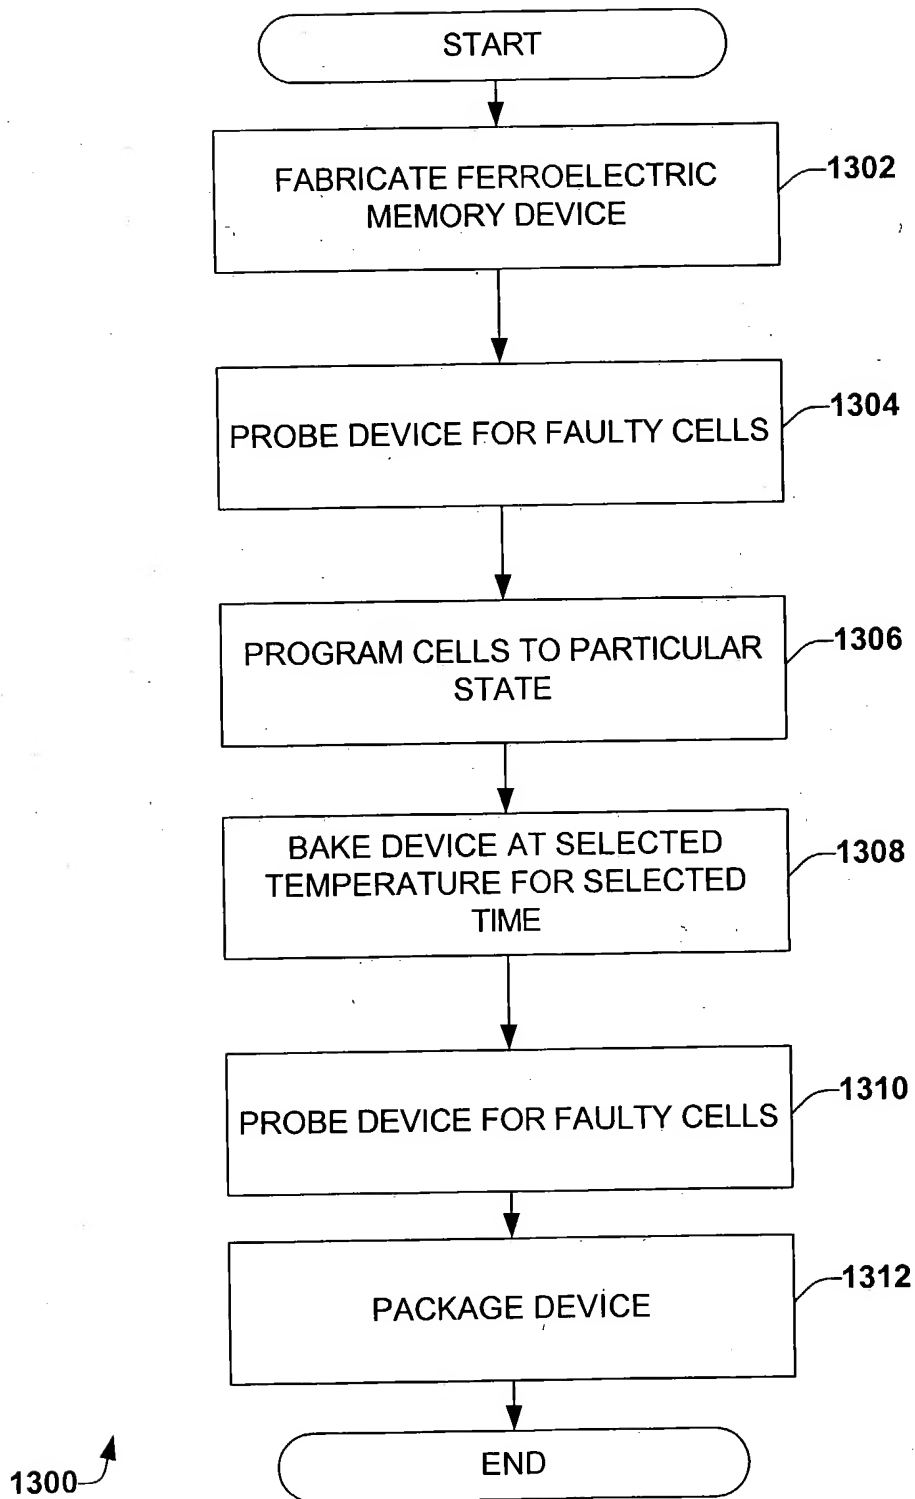 START
FABRICATE FERROELECTRIC
MEMORY DEVICE
1302
PROBE DEVICE FOR FAULTY CELLS
1304
PROGRAM CELLS TO PARTICULAR
STATE
1306
BAKE DEVICE AT SELECTED
TEMPERATURE FOR SELECTED
TIME
1308
PROBE DEVICE FOR FAULTY CELLS
1310
PACKAGE DEVICE
1312
END
1300